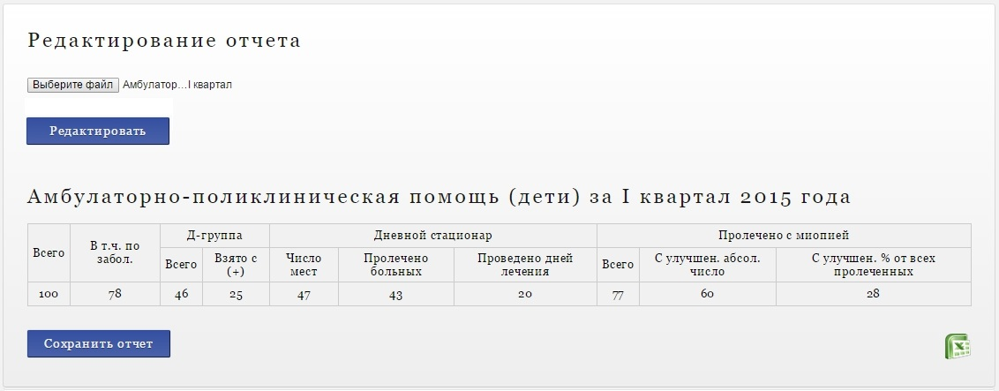 Редактирование отчета
Выберите файл Амбулатор...I квартал
Редактировать
Амбулаторно-поликлиническая помощь (дети) за I квартал 2015 года
Всего
В т.ч. по
забол.
Д-группа
Дневной стационар
Пролечено с миопией
Всего
Взято с
(+)
Число
мест
Пролечено
больных
Проведено дней
лечения
Всего
С улучшен. абсол.
число
С улучшен. % от всех
пролеченных
100 78 46 25 47 43 20 77 60 28
Сохранить отчет